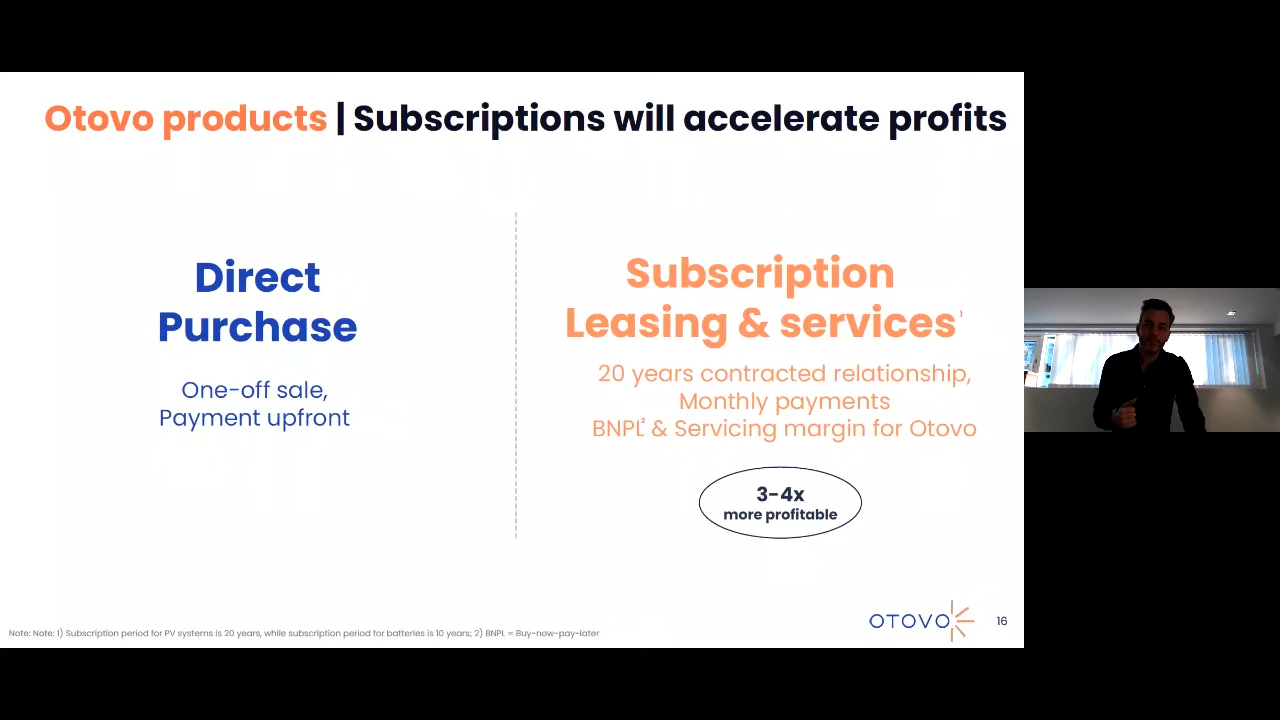 Otovo products | Subscriptions will accelerate profits
Direct
Purchase
One-off sale,
Payment upfront
Subscription
Leasing & services¹
20 years contracted relationship,
Monthly payments
BNPL² & Servicing margin for Otovo
3-4x
more profitable
Note: Note: 1) Subscription period for PV systems is 20 years, while subscription period for batteries is 10 years; 2) BNPL = Buy-now-pay-later
OTOVO
16